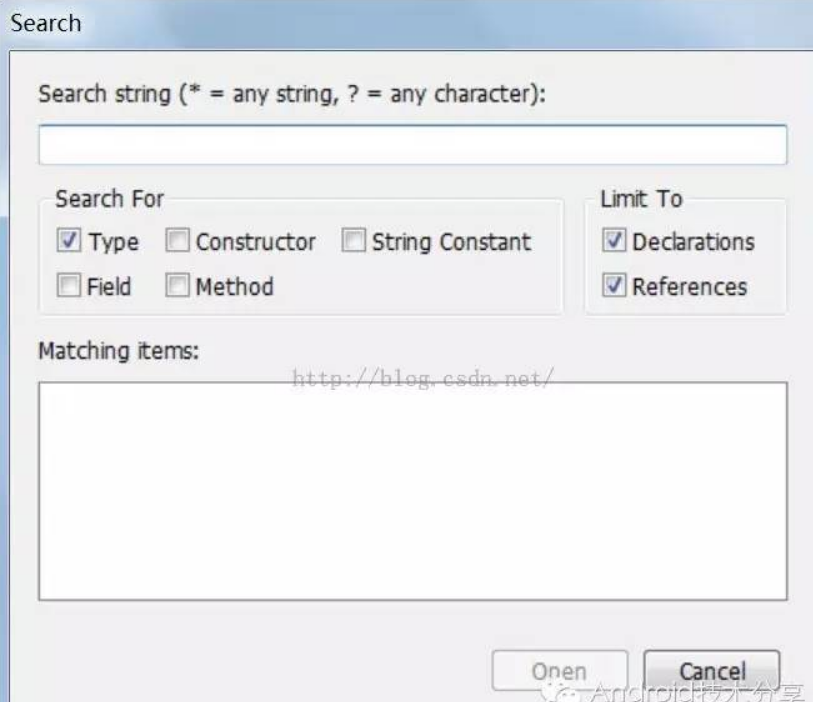 Search
Search string (* = any string, ? = any character):
Search For
Limit To
Type
Constructor
String Constant
Declarations
Field
Method
References
Matching items:
http://blog.csdn.net/
Open
Cancel
Android技术分享